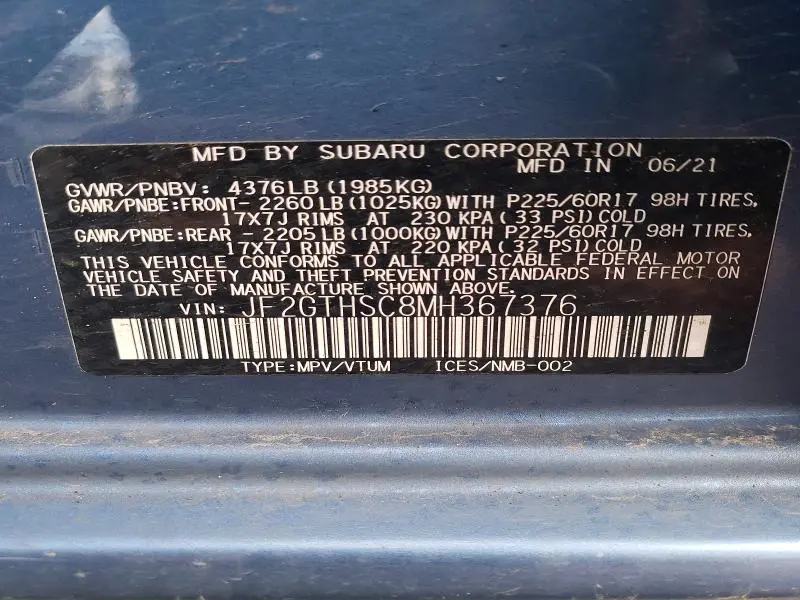 MFD BY SUBARU CORPORATION
MFD IN 06/21
GVWR/PNBV: 4376LB (1985KG)
GAWR/PNBE:FRONT- 2260LB (1025KG) WITH P225/60R17 98H TIRES,
17X7J RIMS AT 230 KPA (33 PSI) COLD
GAWR/PNBE:REAR - 2205LB (1000KG) WITH P225/60R17 98H TIRES,
17X7J RIMS AT 220 KPA (32 PSI) COLD
THIS VEHICLE CONFORMS TO ALL APPLICABLE FEDERAL MOTOR
VEHICLE SAFETY AND THEFT PREVENTION STANDARDS IN EFFECT ON
THE DATE OF MANUFACTURE SHOWN ABOVE.
VIN: JF2GTHSC8MH367376
TYPE:MPV/VTUM ICES/NMB-002